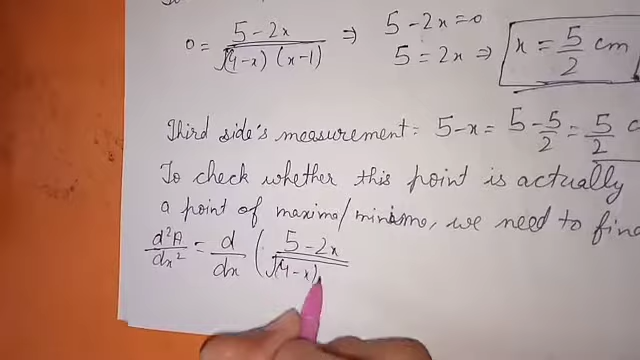 0 = (5-2x)/√(4-x)(x-1) ⇒ 5-2x=0
5=2x ⇒ x = 5/2 cm
Third side's measurement = 5-x = 5-5/2 = 5/2 c
To check whether this point is actually
a point of maxima/minima, we need to find
d²A/dx² = d/dx (5-2x/√(4-x)